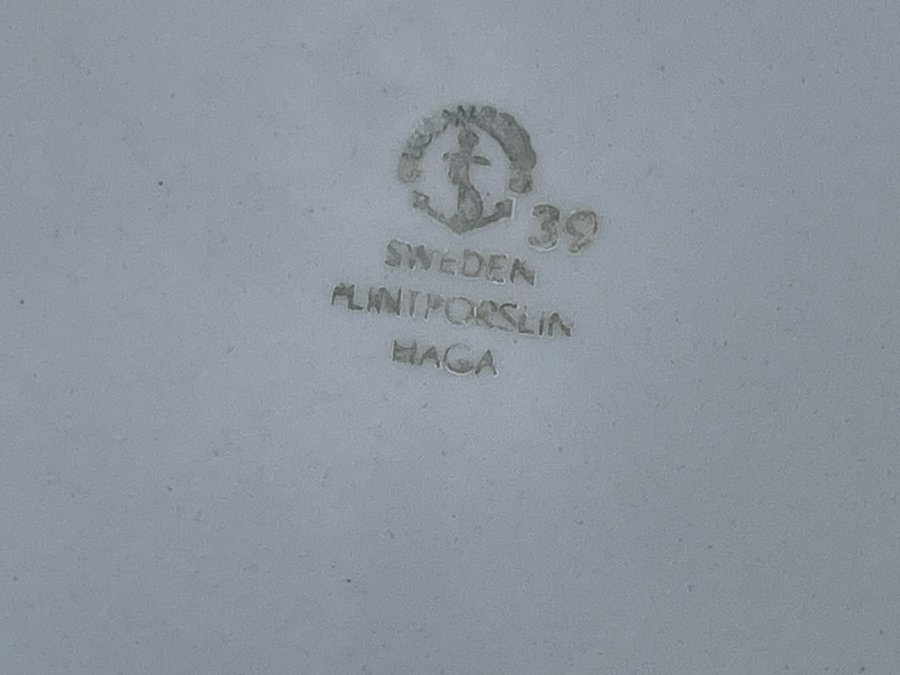 39
SWEDEN
FLINTPORSLIN
HAGA